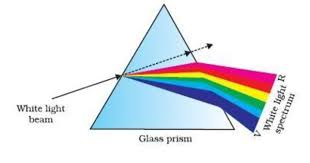 White light
beam
Glass prism
R
White light
spectrum
V